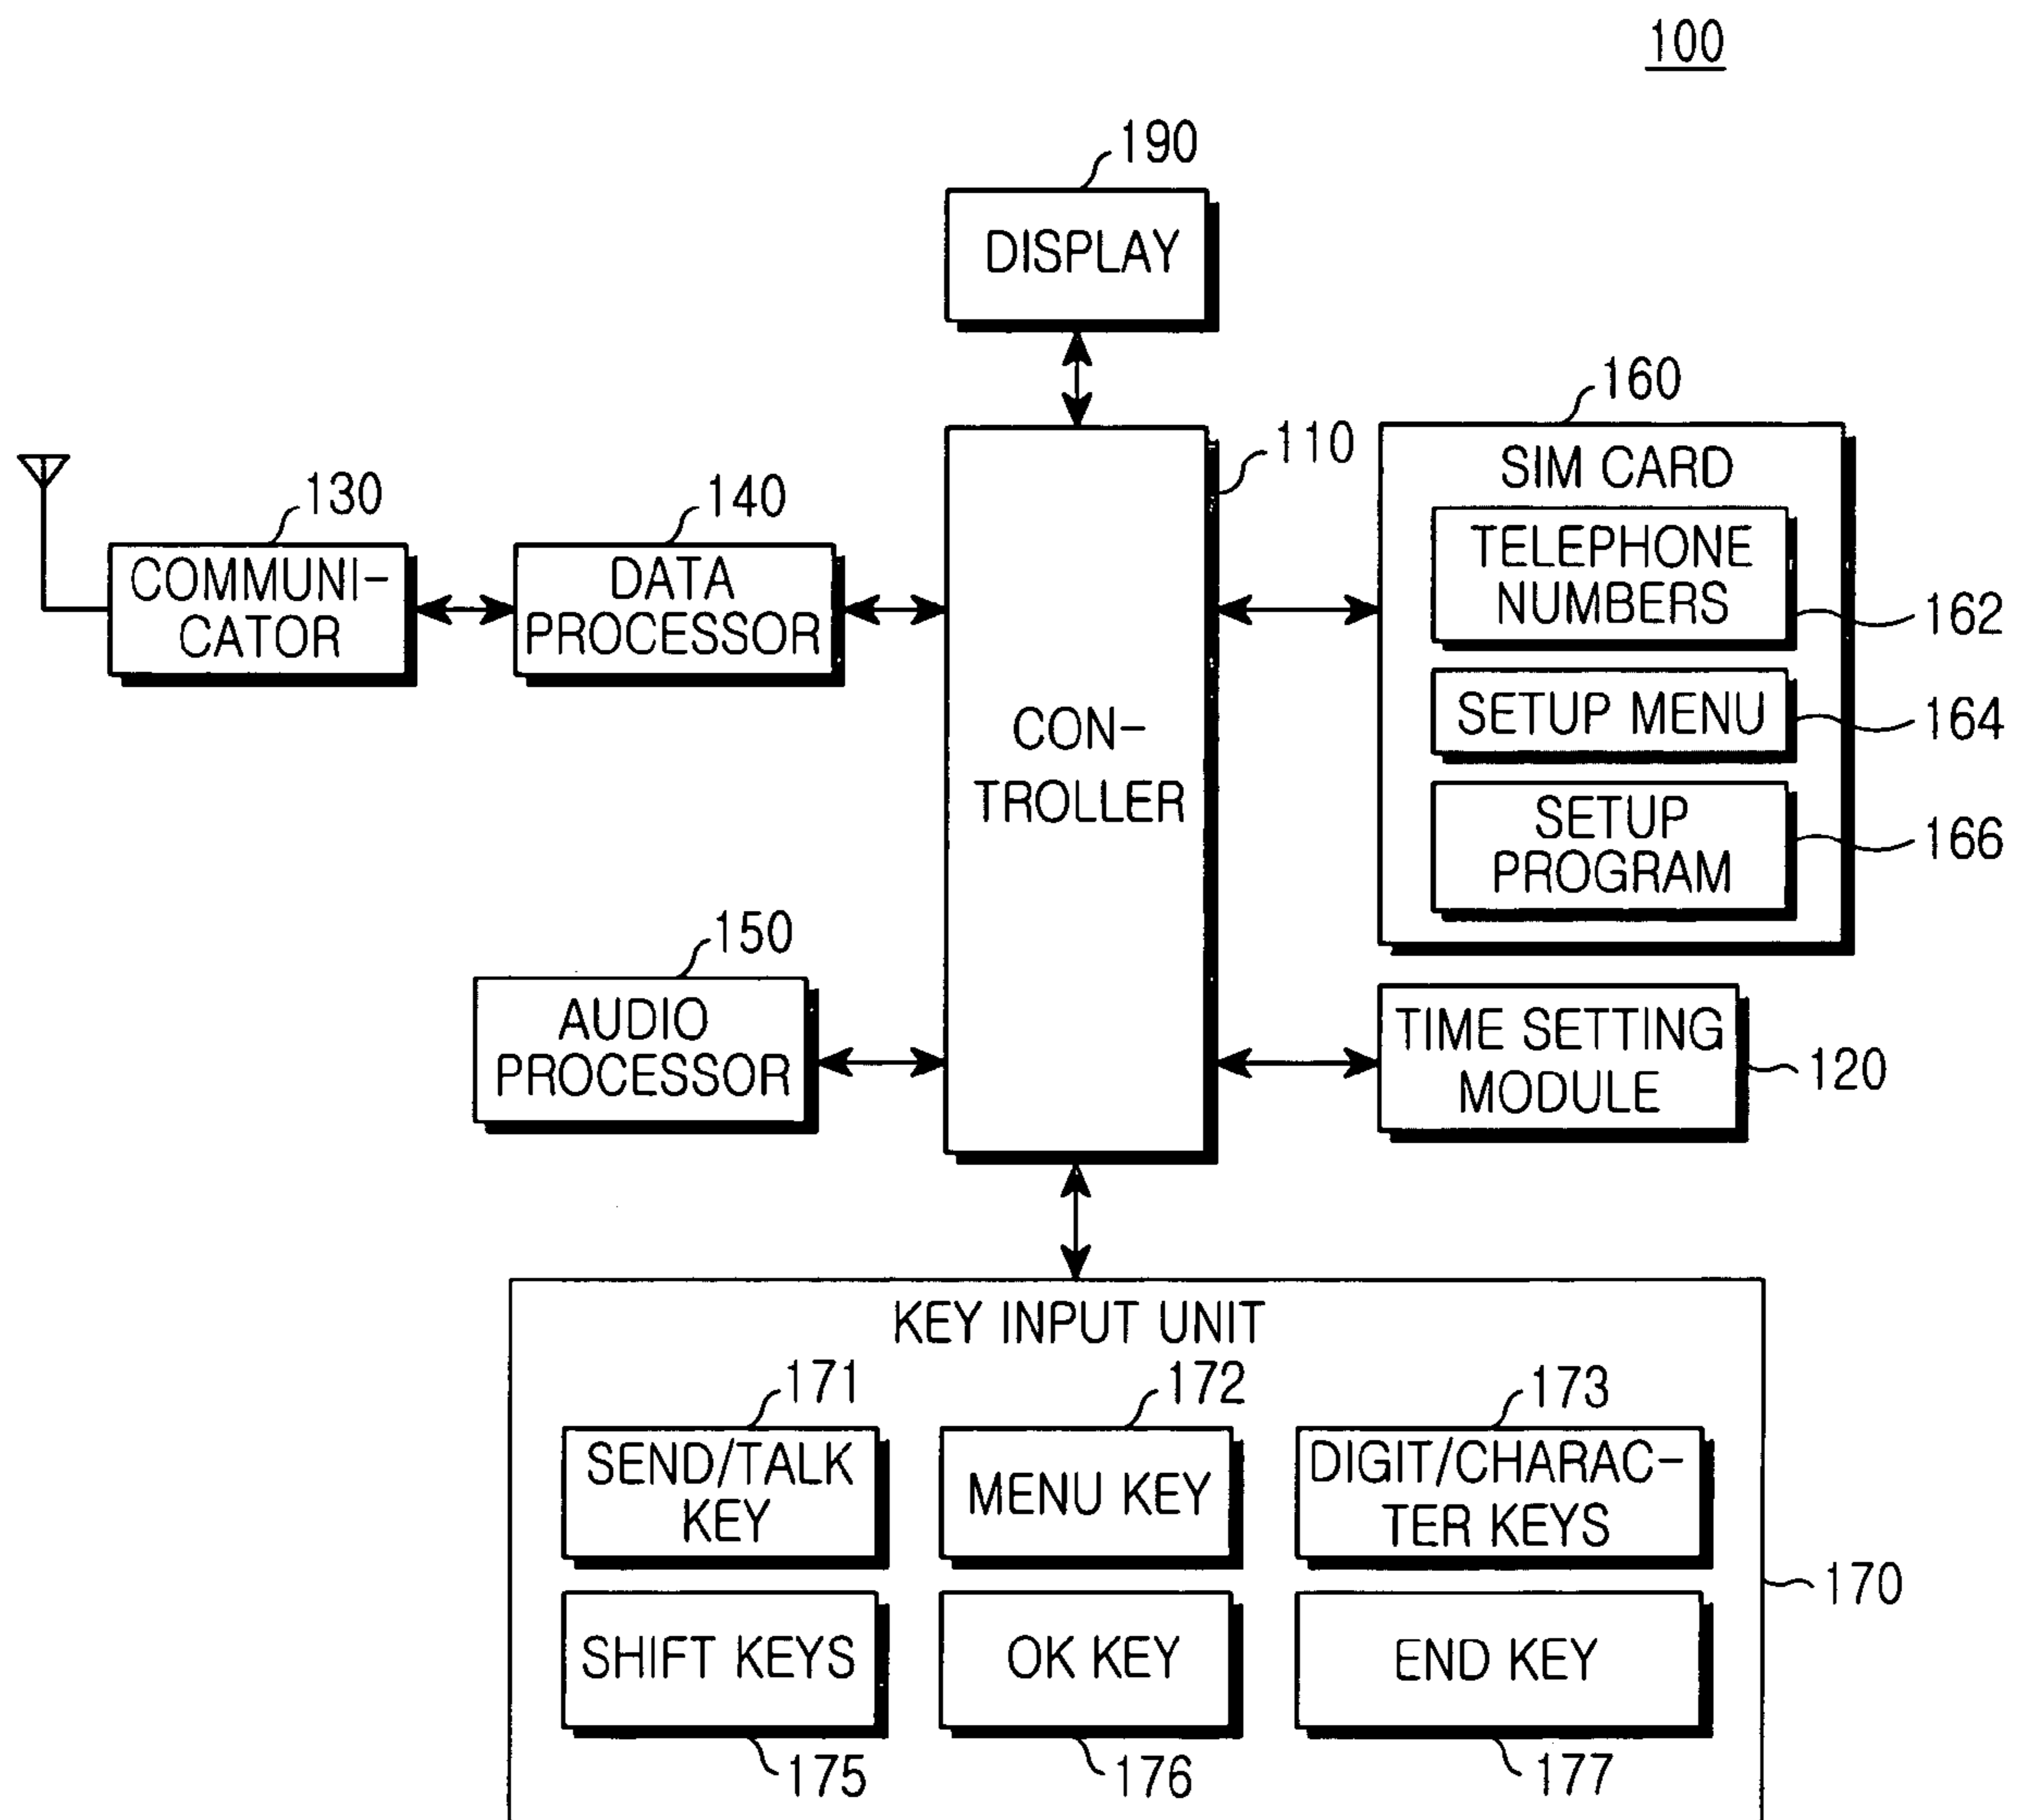 100
190
DISPLAY
160
110
SIM CARD
130
140
TELEPHONE
NUMBERS
162
COMMUNI-
CATOR
DATA
PROCESSOR
SETUP MENU
164
CON-
TROLLER
SETUP
PROGRAM
166
150
AUDIO
PROCESSOR
TIME SETTING
MODULE
120
KEY INPUT UNIT
171
172
173
SEND/TALK
KEY
MENU KEY
DIGIT/CHARAC-
TER KEYS
170
SHIFT KEYS
OK KEY
END KEY
175
176
177